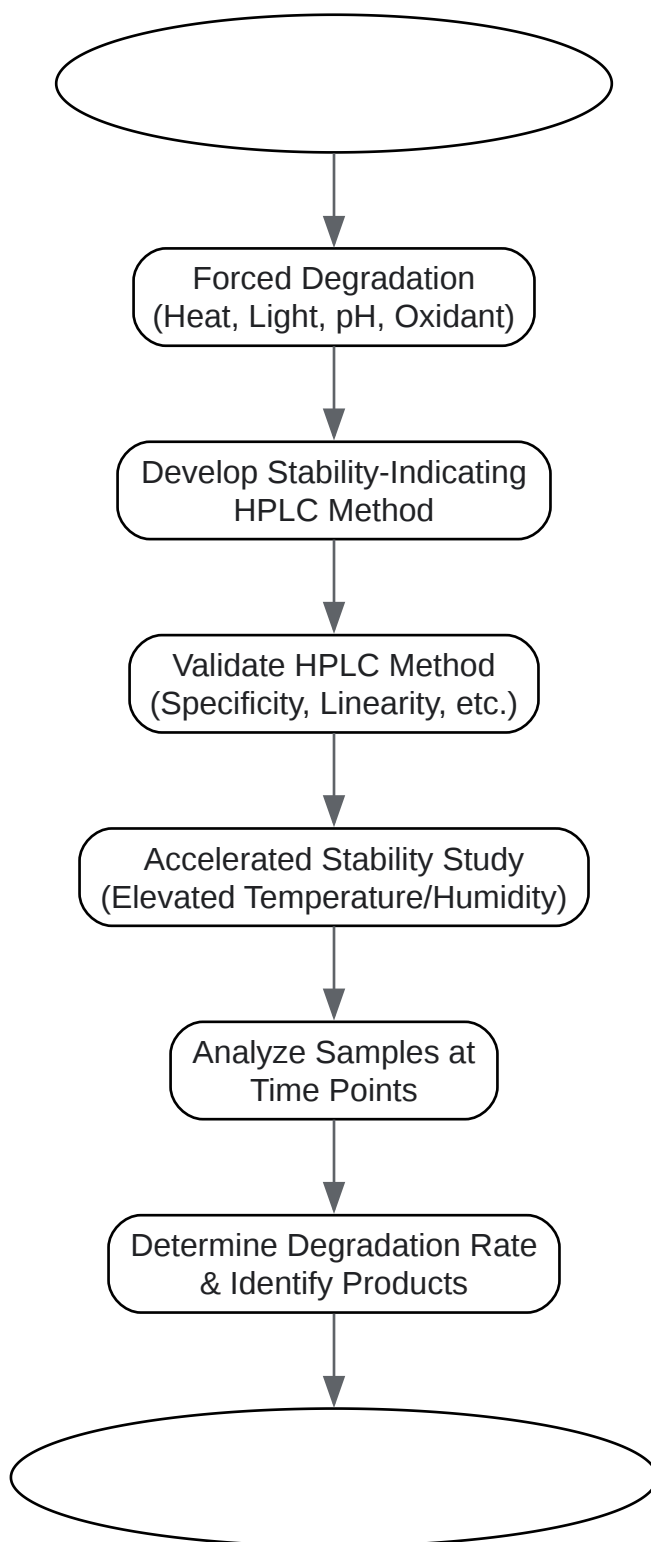 Forced Degradation
(Heat, Light, pH, Oxidant)
Develop Stability-Indicating
HPLC Method
Validate HPLC Method
(Specificity, Linearity, etc.)
Accelerated Stability Study
(Elevated Temperature/Humidity)
Analyze Samples at
Time Points
Determine Degradation Rate
& Identify Products